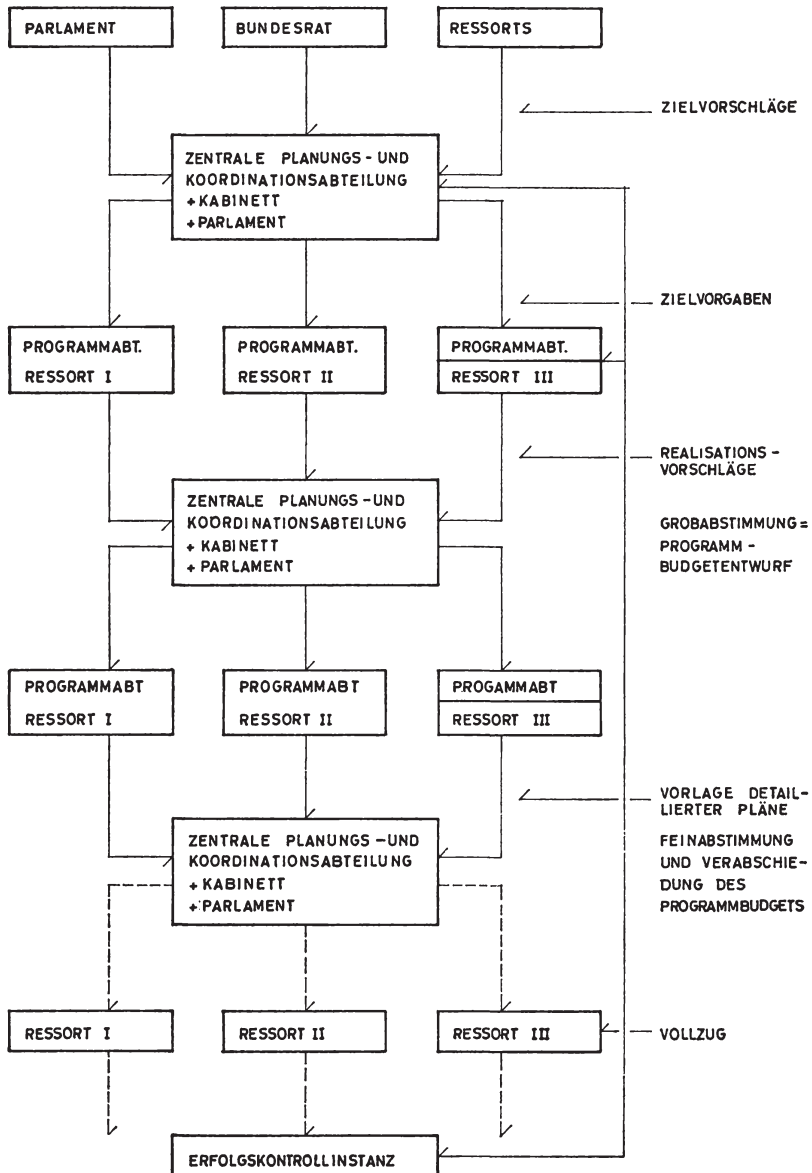 PARLAMENT
BUNDESRAT
RESSORTS
ZIELVORSCHLÄGE
ZENTRALE PLANUNGS - UND
KOORDINATIONSABTEILUNG
+ KABINETT
+ PARLAMENT
ZIELVORGABEN
PROGRAMMABT.
RESSORT I
PROGRAMMABT.
RESSORT II
PROGRAMMABT.
RESSORT III
REALISATIONS -
VORSCHLÄGE
ZENTRALE PLANUNGS - UND
KOORDINATIONSABTEILUNG
+ KABINETT
+ PARLAMENT
GROBABSTIMMUNG =
PROGRAMM -
BUDGETENTWURF
PROGRAMMABT
RESSORT I
PROGRAMMABT
RESSORT II
PROGAMMABT
RESSORT III
VORLAGE DETAIL-
LIERTER PLÄNE
ZENTRALE PLANUNGS - UND
KOORDINATIONSABTEILUNG
+ KABINETT
+ PARLAMENT
FEINABSTIMMUNG
UND VERABSCHIE-
DUNG DES
PROGRAMMBUDGETS
RESSORT I
RESSORT II
RESSORT III
VOLLZUG
ERFOLGSKONTROLLINSTANZ